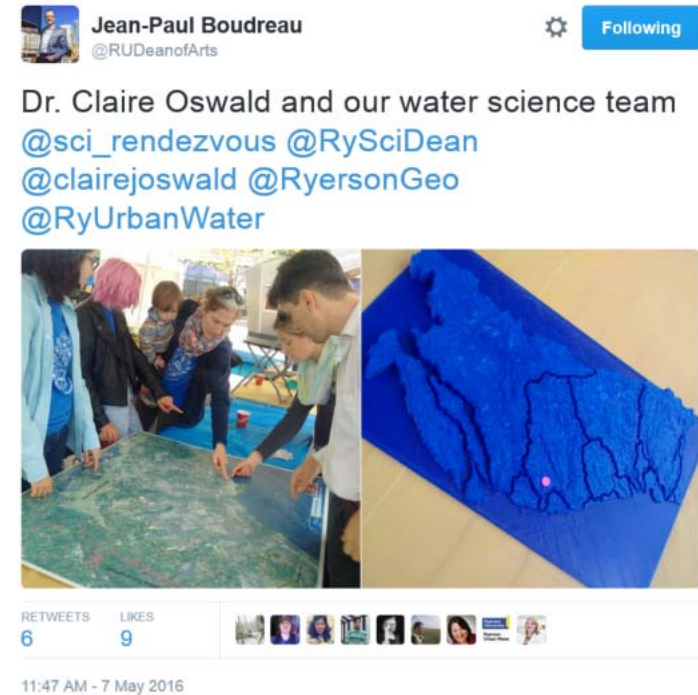 Jean-Paul Boudreau
@RUDeanofArts
Following
Dr. Claire Oswald and our water science team
@sci_rendezvous @RySciDean
@clairejoswald @RyersonGeo
@RyUrbanWater
RETWEETS LIKES
6 9
11:47 AM - 7 May 2016